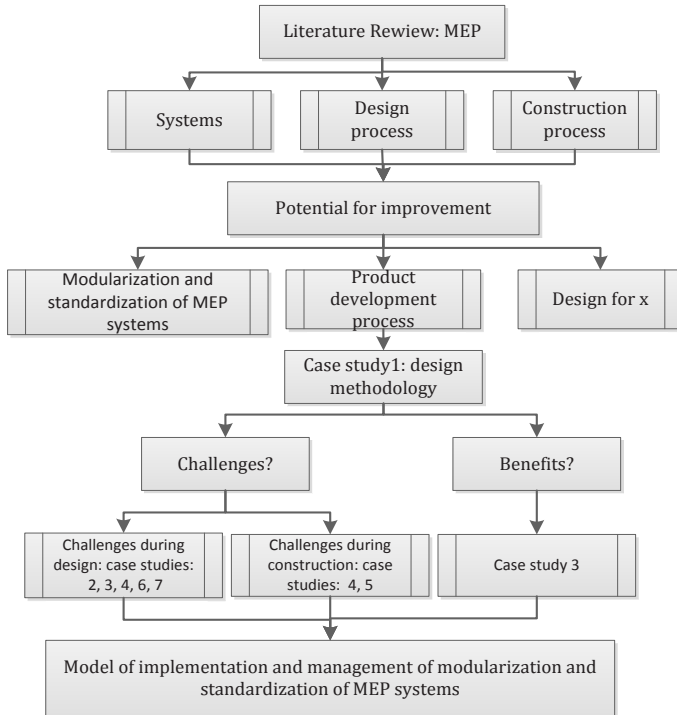 Literature Rewiew: MEP
Systems
Design
process
Construction
process
Potential for improvement
Modularization and
standardization of MEP
systems
Product
development
process
Design for x
Case study1: design
methodology
Challenges?
Benefits?
Challenges during
design: case studies:
2, 3, 4, 6, 7
Challenges during
construction: case
studies: 4, 5
Case study 3
Model of implementation and management of modularization and
standardization of MEP systems